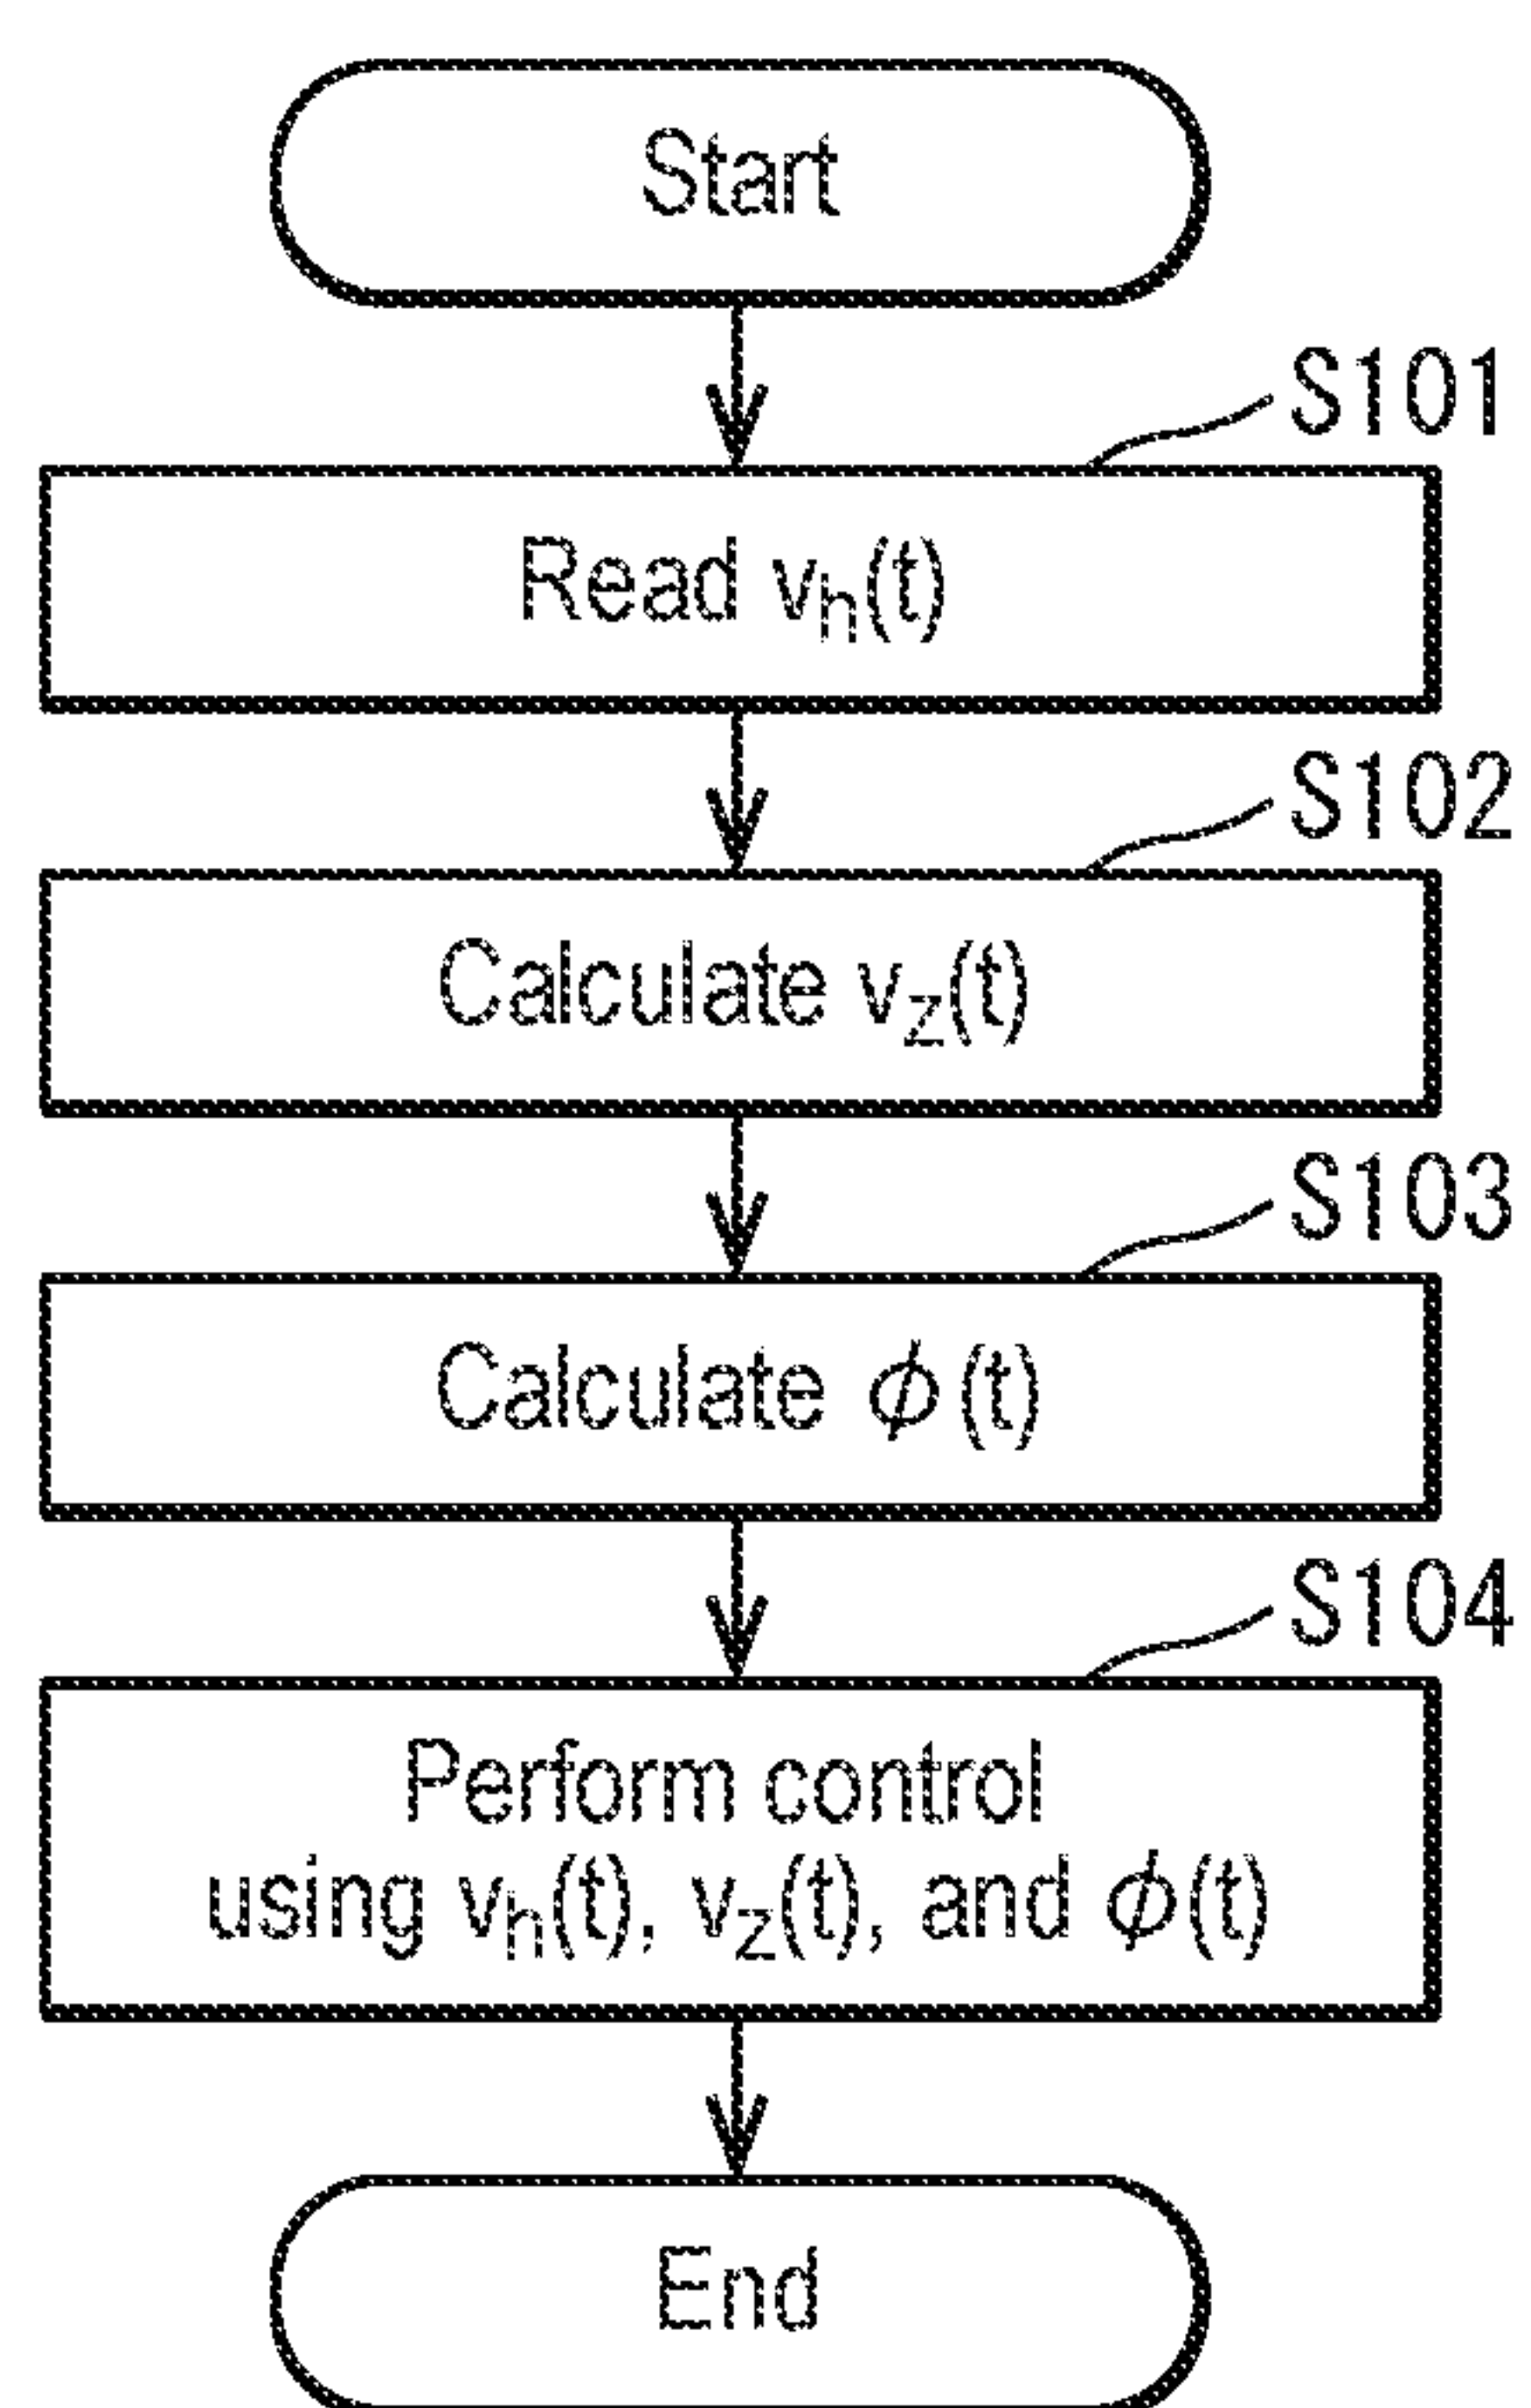 Start
S101
Read vh(t)
S102
Calculate vz(t)
S103
Calculate ϕ(t)
S104
Perform control
using vh(t), vz(t), and ϕ(t)
End